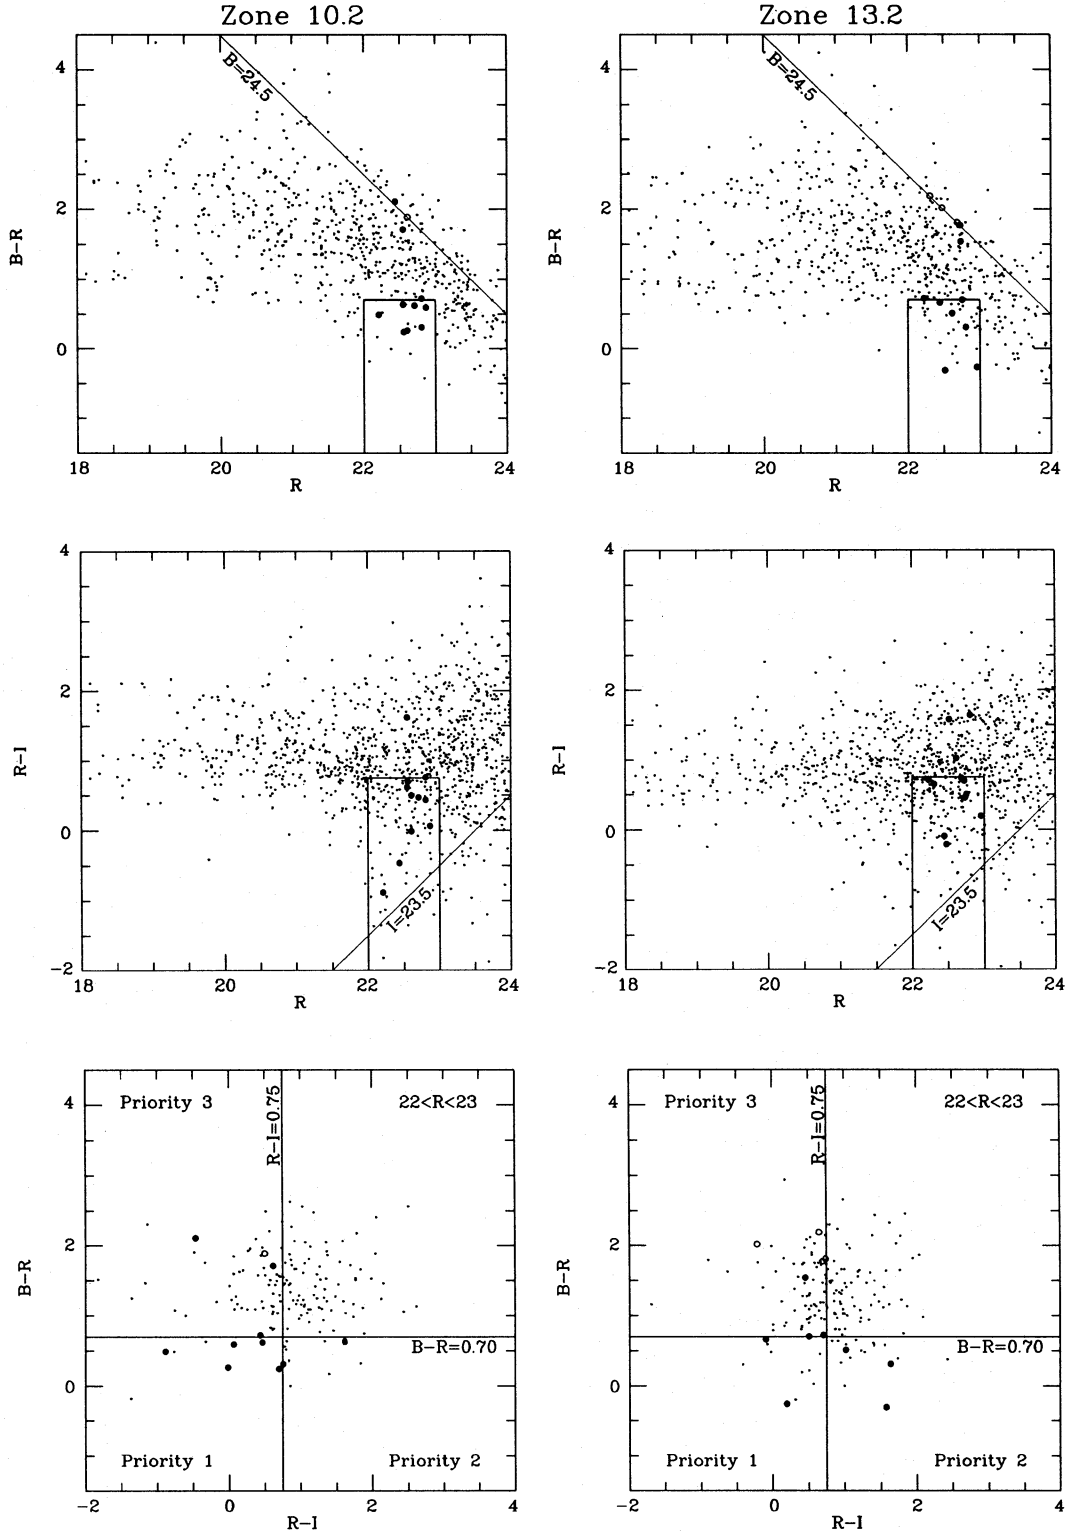 Zone 10.2
Zone 13.2
4
2
0
B-R
B=24.5
18
20
22
24
R
4
2
0
B-R
B=24.5
18
20
22
24
R
4
2
0
-2
R-I
I=23.5
18
20
22
24
R
4
2
0
-2
R-I
I=23.5
18
20
22
24
R
4
2
0
B-R
Priority 3
R-I=0.75
22<R<23
B-R=0.70
Priority 1
Priority 2
-2
0
2
4
R-I
4
2
0
B-R
Priority 3
R-I=0.75
22<R<23
B-R=0.70
Priority 1
Priority 2
-2
0
2
4
R-I